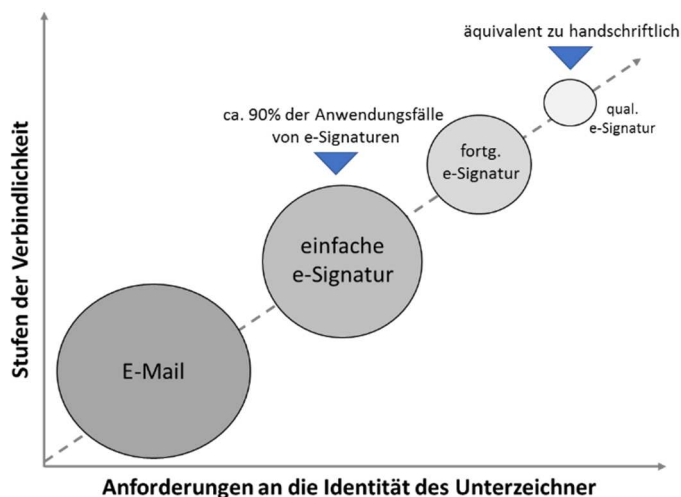 äquivalent zu handschriftlich
ca. 90% der Anwendungsfälle
von e-Signaturen
qual.
e-Signatur
fortg.
e-Signatur
einfache
e-Signatur
E-Mail
Stufen der Verbindlichkeit
Anforderungen an die Identität des Unterzeichner